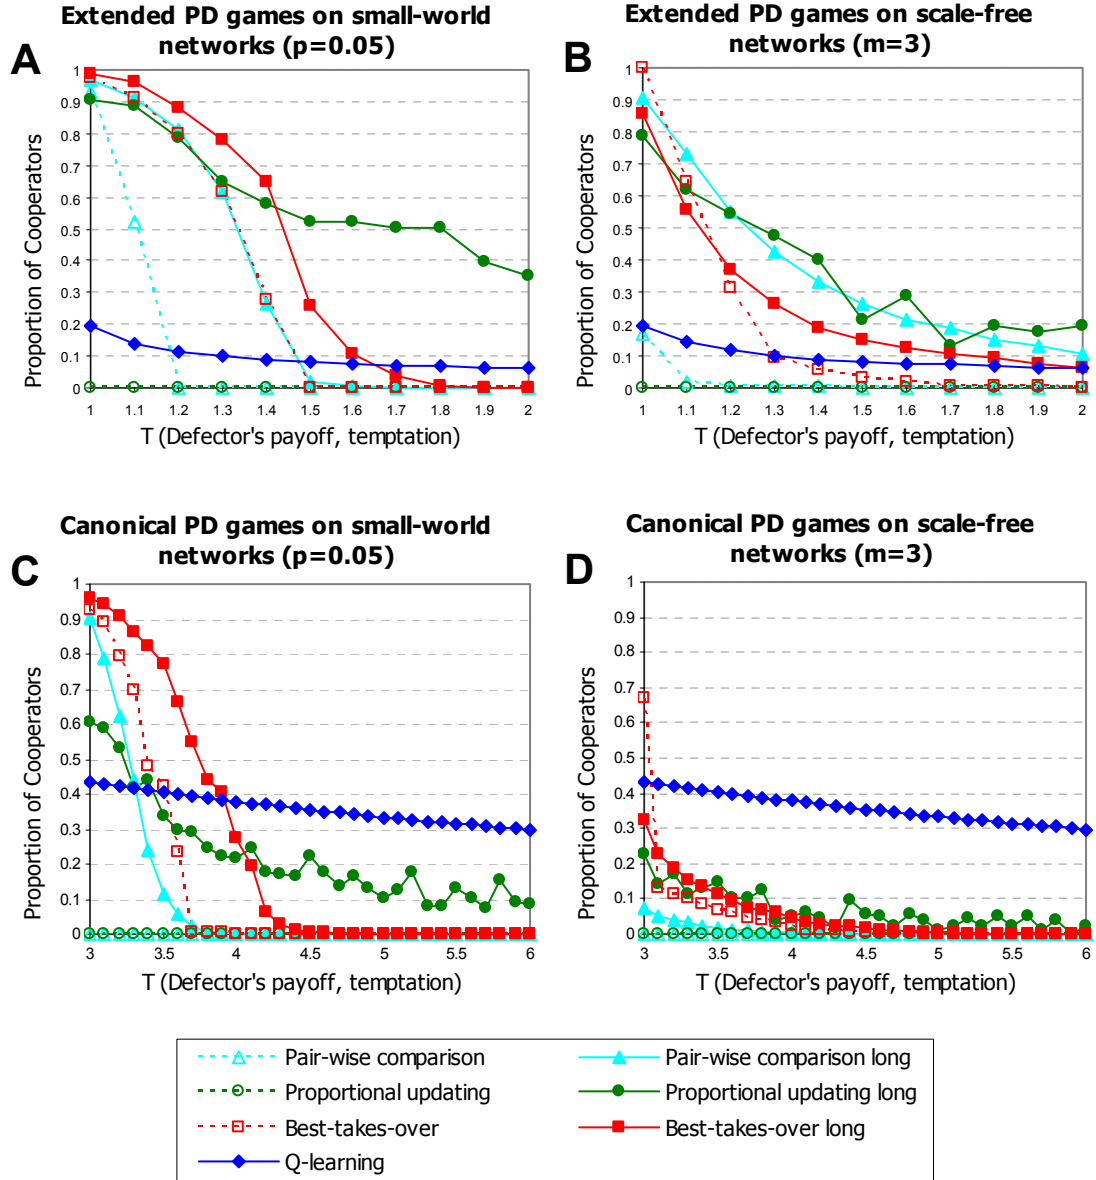 Extended PD games on small-world
networks (p=0.05)
A
Proportion of Cooperators
1
0.9
0.8
0.7
0.6
0.5
0.4
0.3
0.2
0.1
0
1 1.1 1.2 1.3 1.4 1.5 1.6 1.7 1.8 1.9 2
T (Defector's payoff, temptation)
Extended PD games on scale-free
networks (m=3)
B
Proportion of Cooperators
1
0.9
0.8
0.7
0.6
0.5
0.4
0.3
0.2
0.1
0
1 1.1 1.2 1.3 1.4 1.5 1.6 1.7 1.8 1.9 2
T (Defector's payoff, temptation)
Canonical PD games on small-world
networks (p=0.05)
C
Proportion of Cooperators
1
0.9
0.8
0.7
0.6
0.5
0.4
0.3
0.2
0.1
0
3 3.5 4 4.5 5 5.5 6
T (Defector's payoff, temptation)
Canonical PD games on scale-free
networks (m=3)
D
Proportion of Cooperators
1
0.9
0.8
0.7
0.6
0.5
0.4
0.3
0.2
0.1
0
3 3.5 4 4.5 5 5.5 6
T (Defector's payoff, temptation)
Pair-wise comparison
Pair-wise comparison long
Proportional updating
Proportional updating long
Best-takes-over
Best-takes-over long
Q-learning